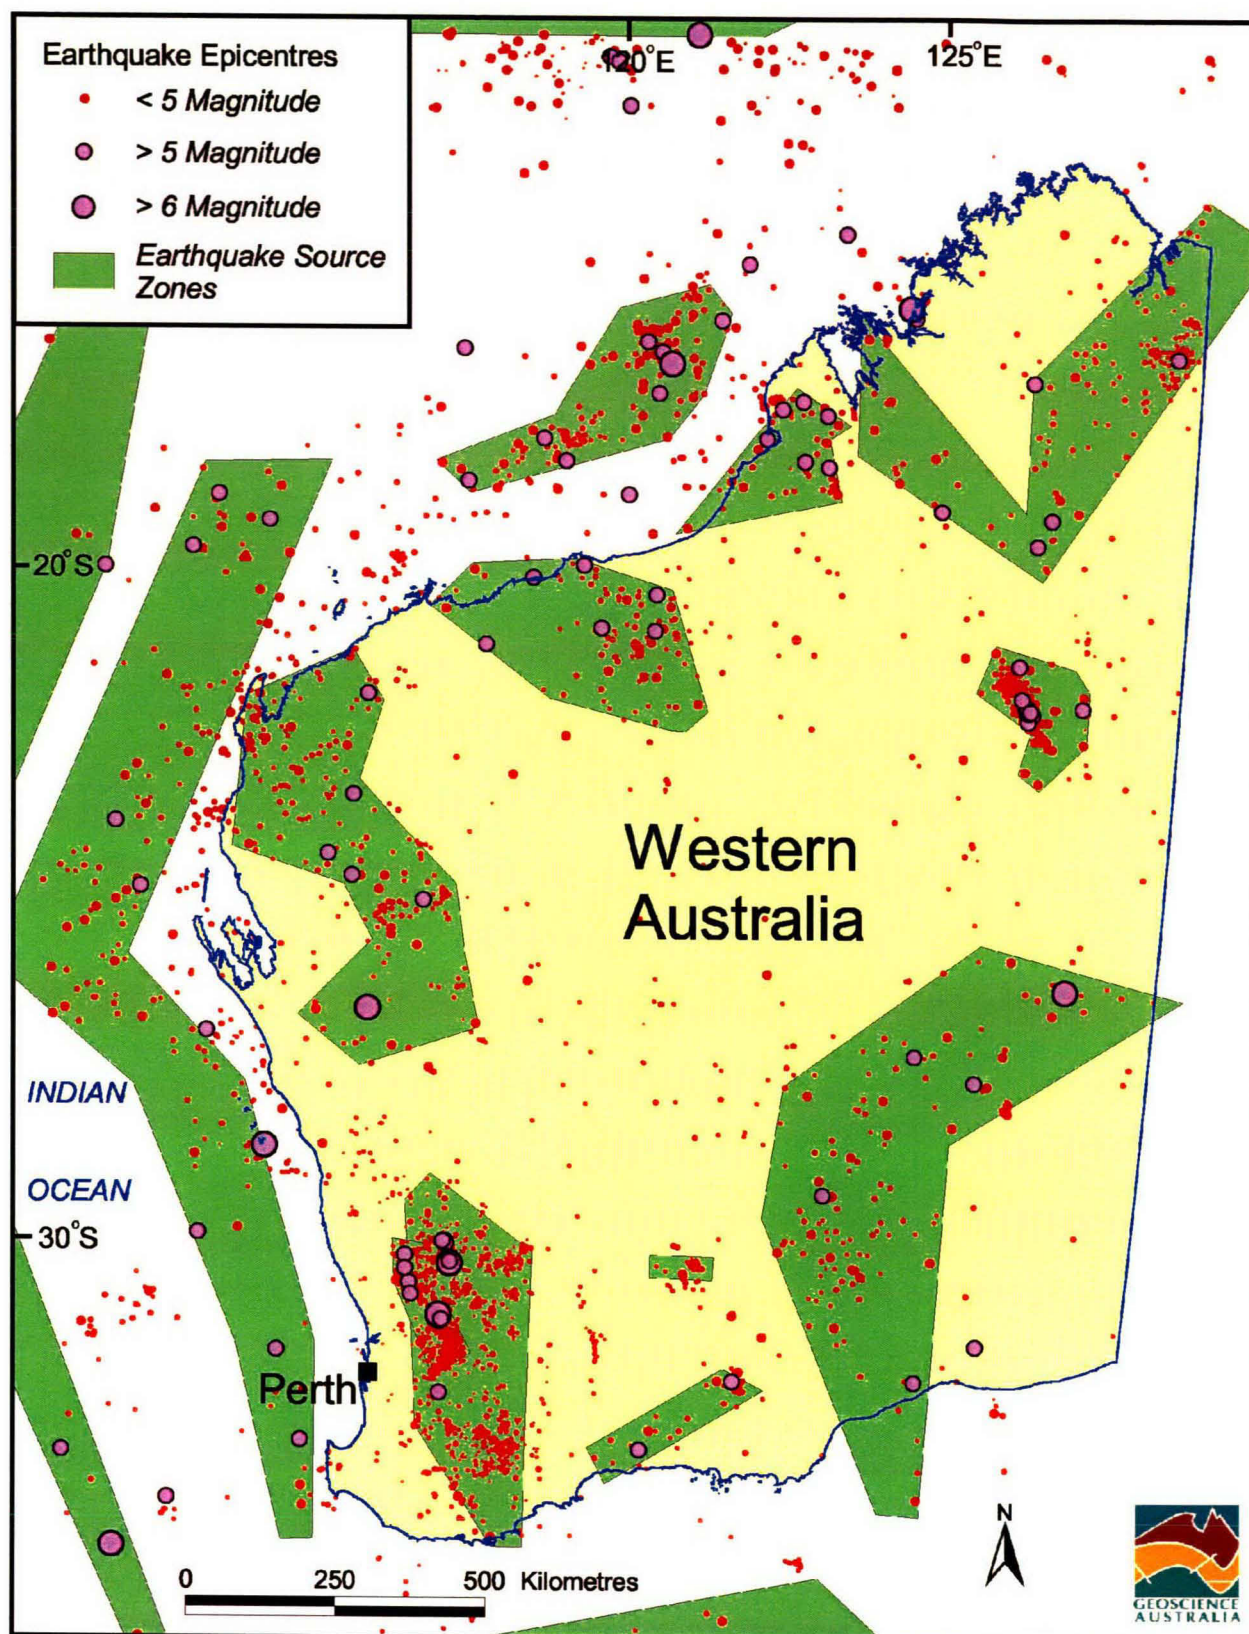 Earthquake Epicentres
< 5 Magnitude
> 5 Magnitude
> 6 Magnitude
Earthquake Source
Zones
120°E
125°E
20°S
Western
Australia
INDIAN
OCEAN
30°S
Perth
N
0 250 500 Kilometres
GEOSCIENCE
AUSTRALIA